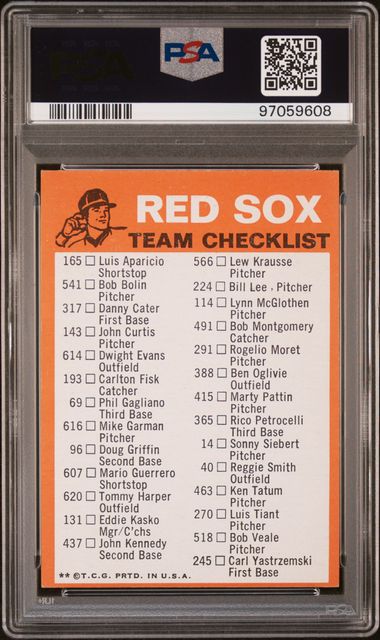 PSA
PSA
97059608
RED SOX
TEAM CHECKLIST
165 Luis Aparicio
Shortstop
541 Bob Bolin
Pitcher
317 Danny Cater
First Base
143 John Curtis
Pitcher
614 Dwight Evans
Outfield
193 Carlton Fisk
Catcher
69 Phil Gagliano
Third Base
616 Mike Garman
Pitcher
96 Doug Griffin
Second Base
607 Mario Guerrero
Shortstop
620 Tommy Harper
Outfield
131 Eddie Kasko
Mgr/C'hs
437 John Kennedy
Second Base
566 Lew Krausse
Pitcher
224 Bill Lee, Pitcher
114 Lynn McGlothen
Pitcher
491 Bob Montgomery
Catcher
291 Rogelio Moret
Pitcher
388 Ben Oglivie
Outfield
415 Marty Pattin
Pitcher
365 Rico Petrocelli
Third Base
14 Sonny Siebert
Pitcher
40 Reggie Smith
Outfield
463 Ken Tatum
Pitcher
270 Luis Tiant
Pitcher
518 Bob Veale
Pitcher
245 Carl Yastrzemski
First Base
** ©T.C.G. PRTD. IN U.S.A.
PSA